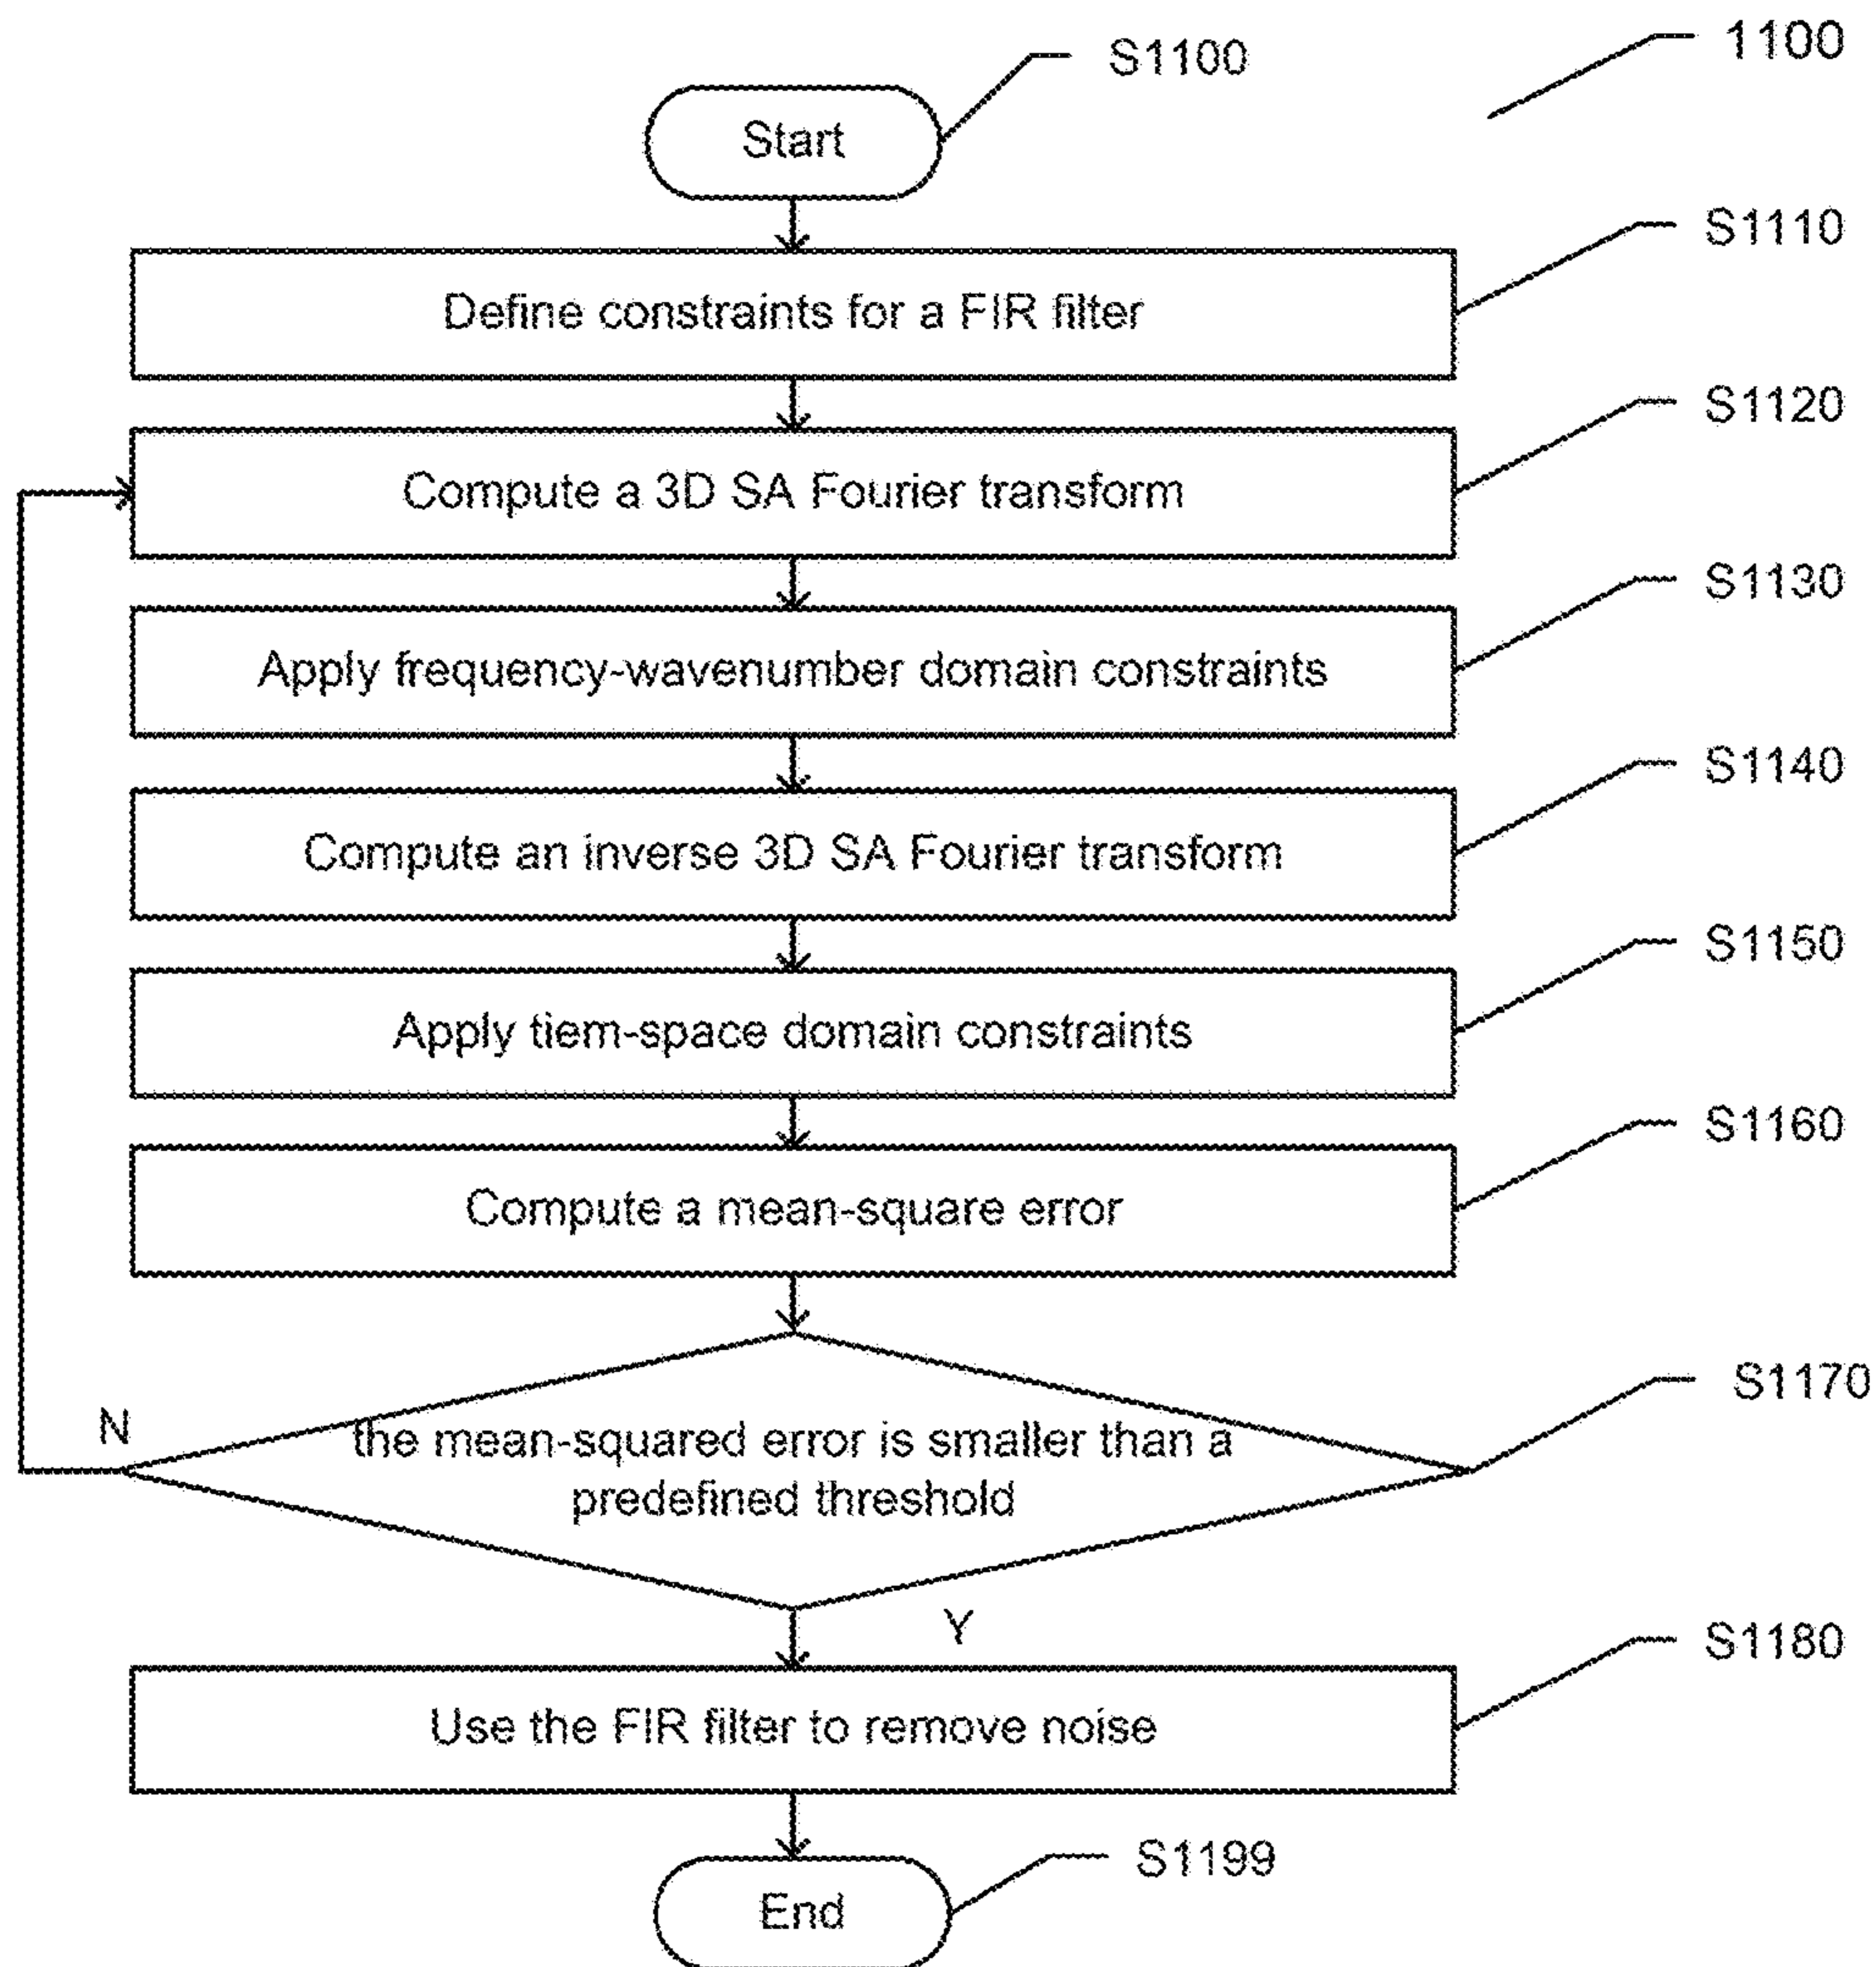 1100
S1100
Start
S1110
Define constraints for a FIR filter
S1120
Compute a 3D SA Fourier transform
S1130
Apply frequency-wavenumber domain constraints
S1140
Compute an inverse 3D SA Fourier transform
S1150
Apply tiem-space domain constraints
S1160
Compute a mean-square error
S1170
N
the mean-squared error is smaller than a
predefined threshold
Y
S1180
Use the FIR filter to remove noise
S1199
End